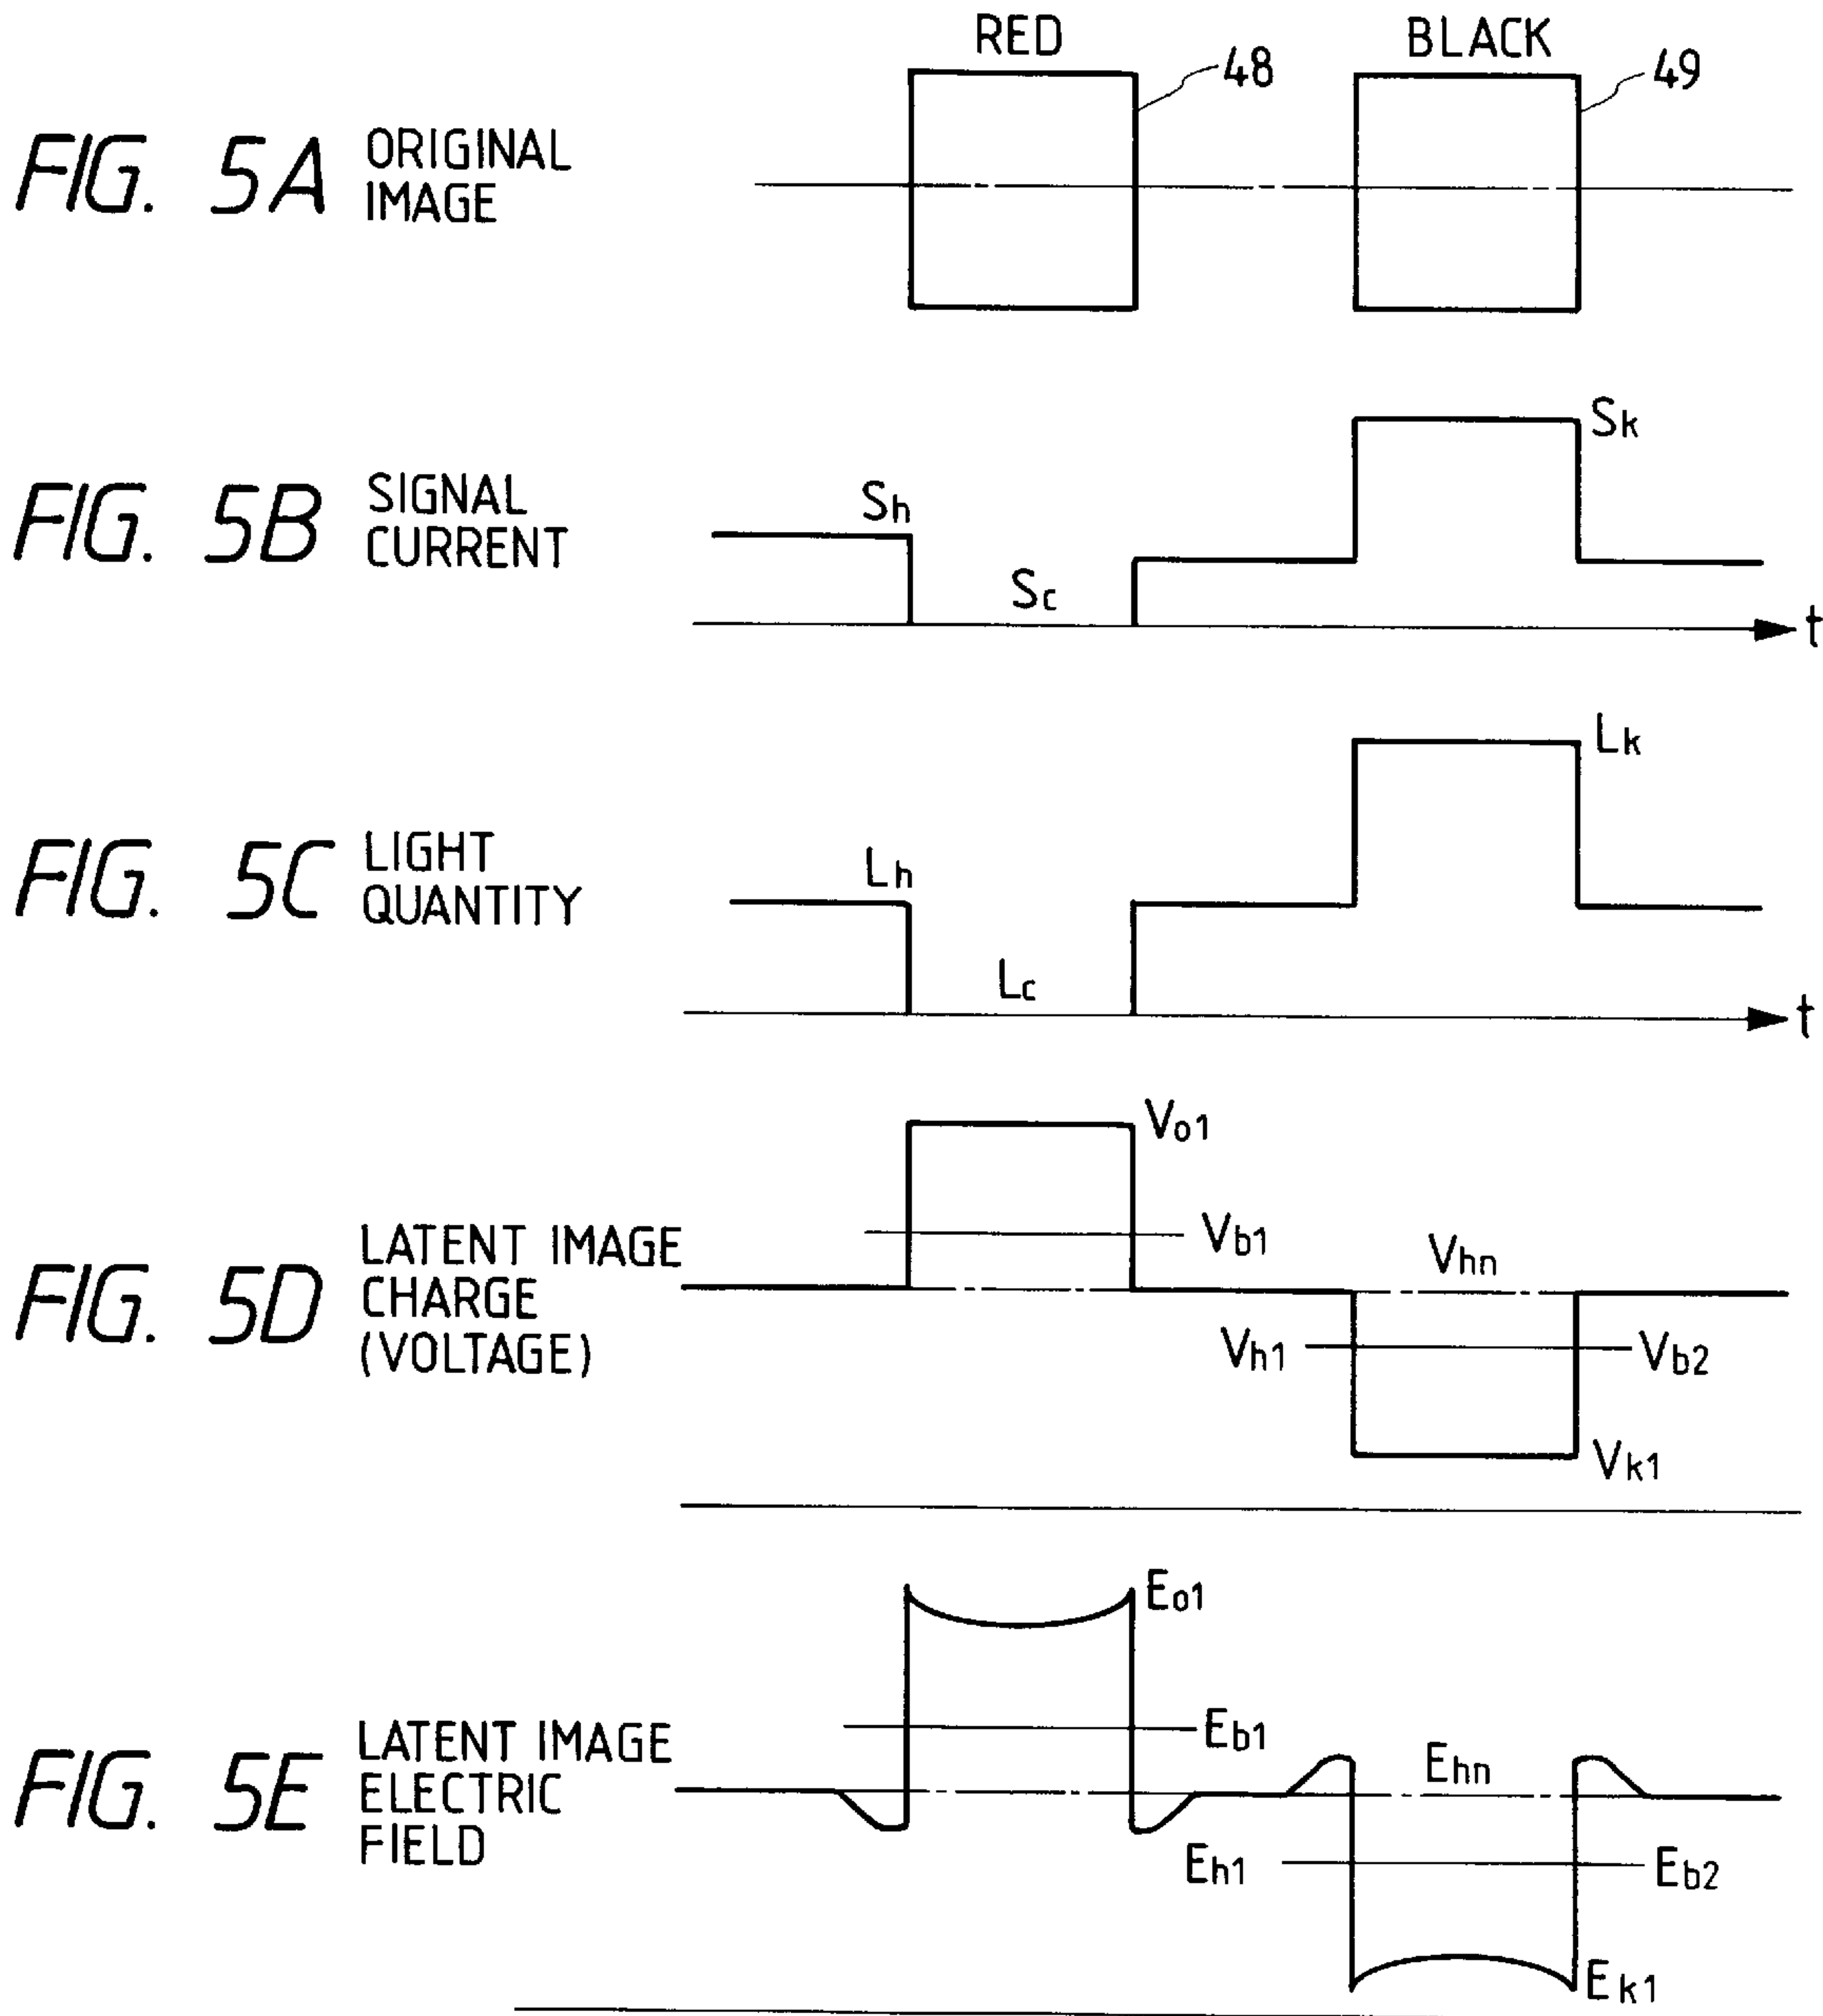 RED
BLACK
48
49
FIG. 5A
ORIGINAL
IMAGE
FIG. 5B
SIGNAL
CURRENT
Sh
Sc
Sk
t
FIG. 5C
LIGHT
QUANTITY
Lh
Lc
Lk
t
FIG. 5D
LATENT IMAGE
CHARGE
(VOLTAGE)
Vo1
Vb1
Vhn
Vh1
Vb2
Vk1
FIG. 5E
LATENT IMAGE
ELECTRIC
FIELD
Eo1
Eb1
Ehn
Eh1
Eb2
Ek1